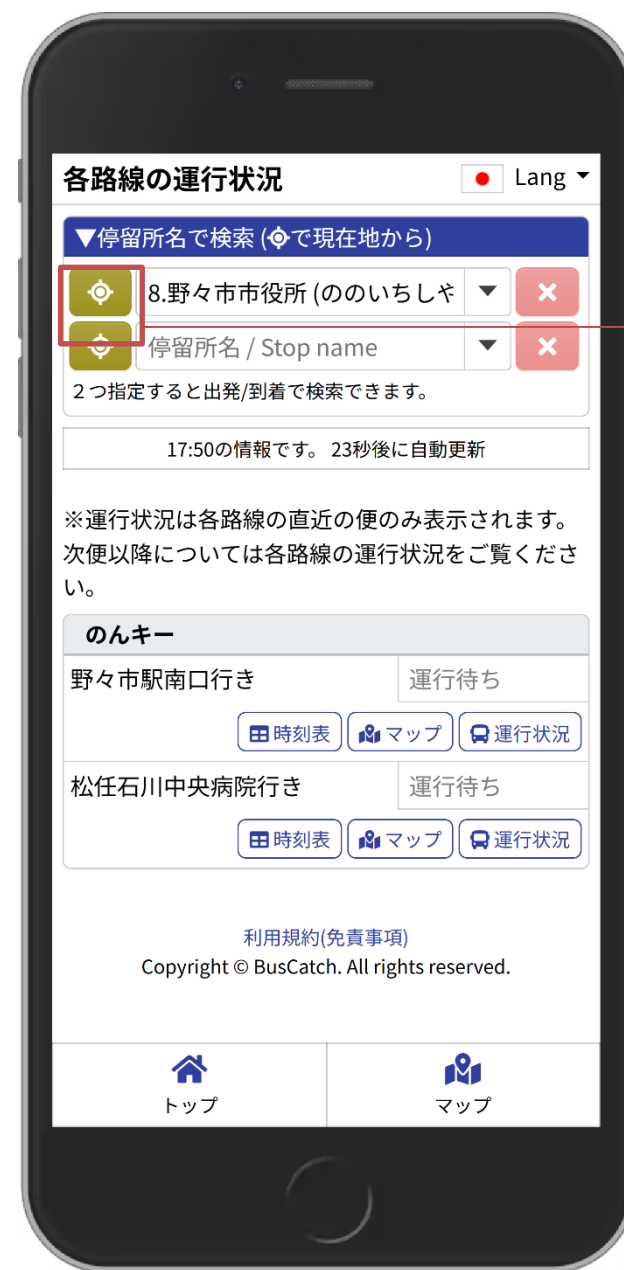 各路線の運行状況
Lang
▼停留所名で検索 (で現在地から)
8.野々市市役所 (ののいちしや
停留所名 / Stop name
２つ指定すると出発/到着で検索できます。
17:50の情報です。 23秒後に自動更新
※運行状況は各路線の直近の便のみ表示されます。
次便以降については各路線の運行状況をご覧くださ
い。
のんキー
野々市駅南口行き 運行待ち
時刻表 マップ 運行状況
松任石川中央病院行き 運行待ち
時刻表 マップ 運行状況
利用規約(免責事項)
Copyright © BusCatch. All rights reserved.
トップ マップ